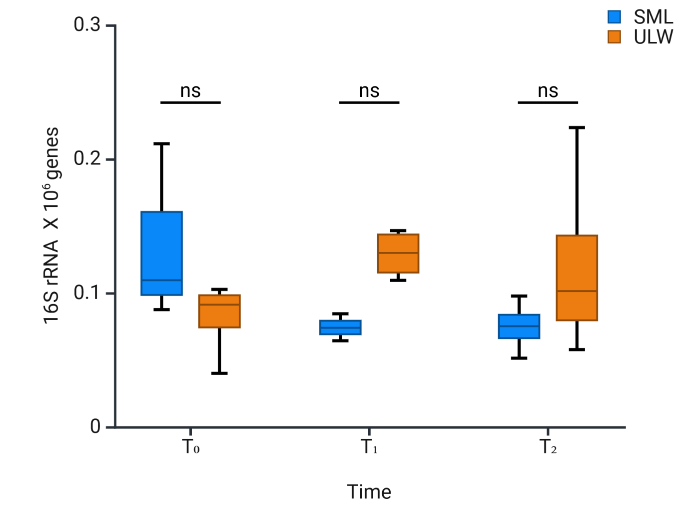 0.3
SML
ULW
ns ns ns
0.2
16S rRNA X 10⁶ genes
0.1
0
T₀ T₁ T₂
Time